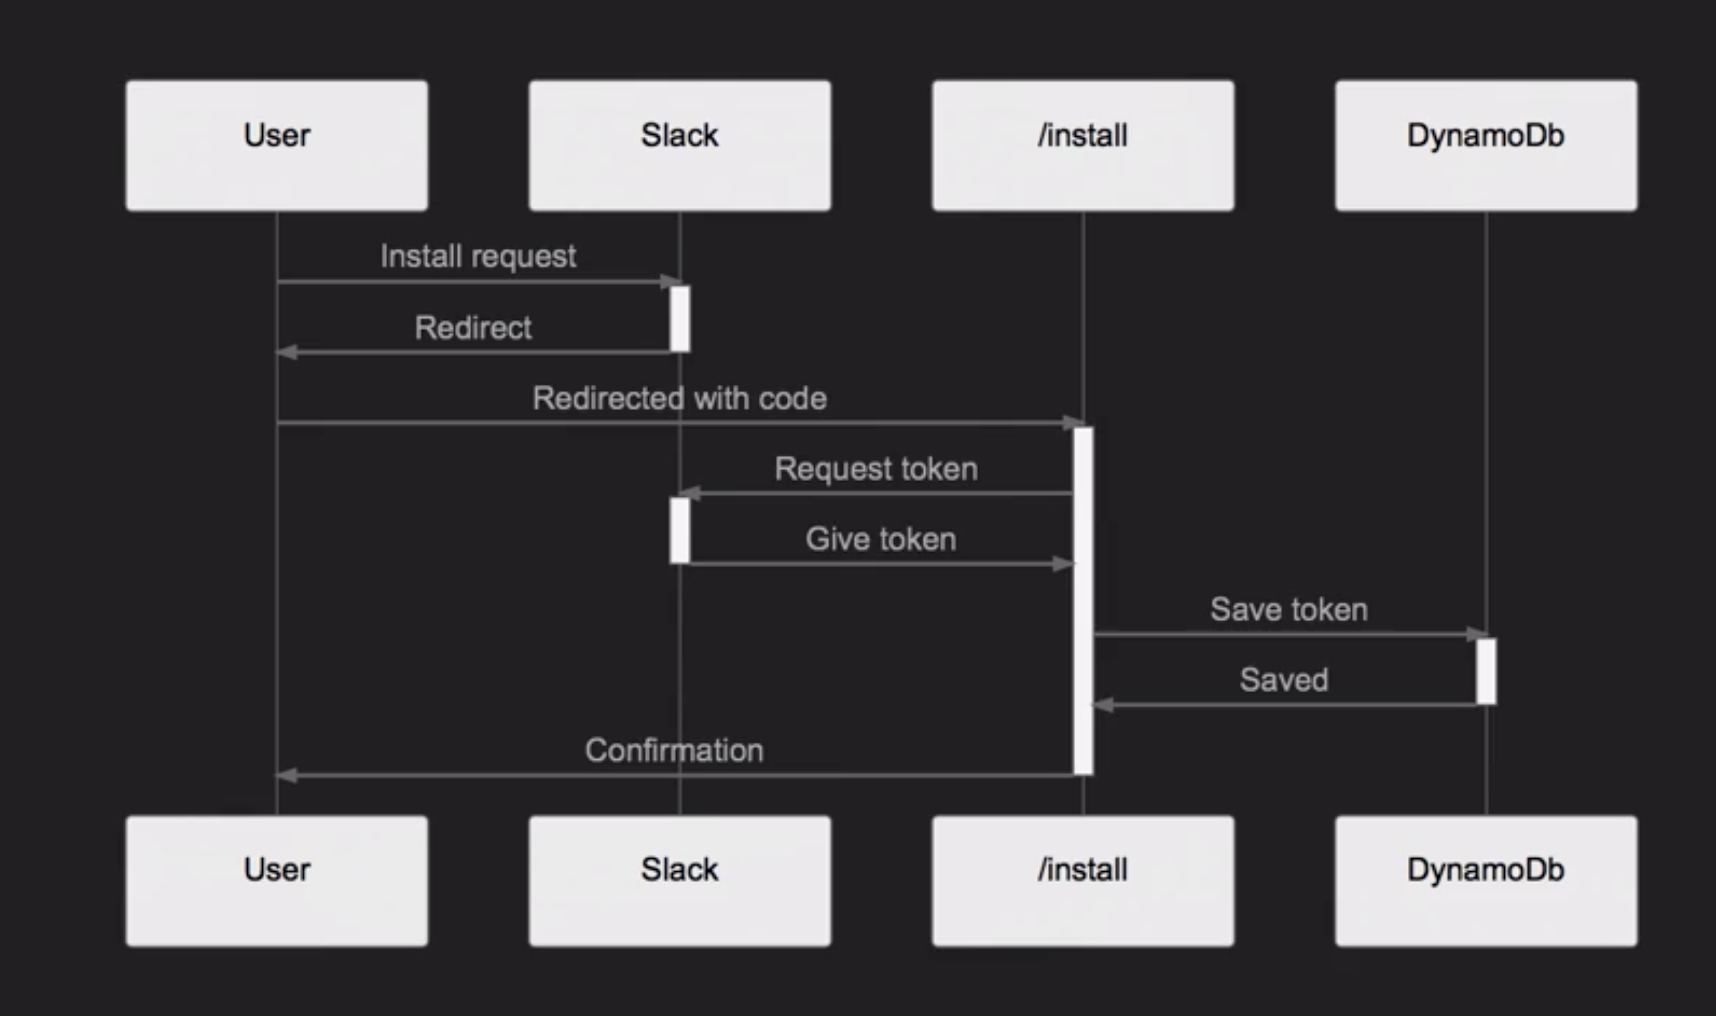 User
Slack
/install
DynamoDb
Install request
Redirect
Redirected with code
Request token
Give token
Save token
Saved
Confirmation
User
Slack
/install
DynamoDb